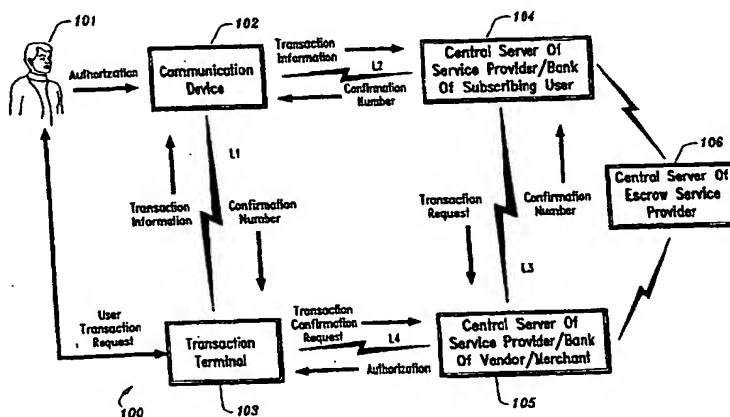 101
102
104
106
Authorization
Communication
Device
Transaction
Information
L2
Confirmation
Number
Central Server Of
Service Provider/Bank
Of Subscribing User
Central Server Of
Escrow Service
Provider
L1
Transaction
Information
Confirmation
Number
Transaction
Request
Confirmation
Number
L3
User
Transaction
Request
Transaction
Terminal
Transaction
Confirmation
Request
L4
Authorization
Central Server Of
Service Provider/Bank
Of Vendor/Merchant
100
103
105